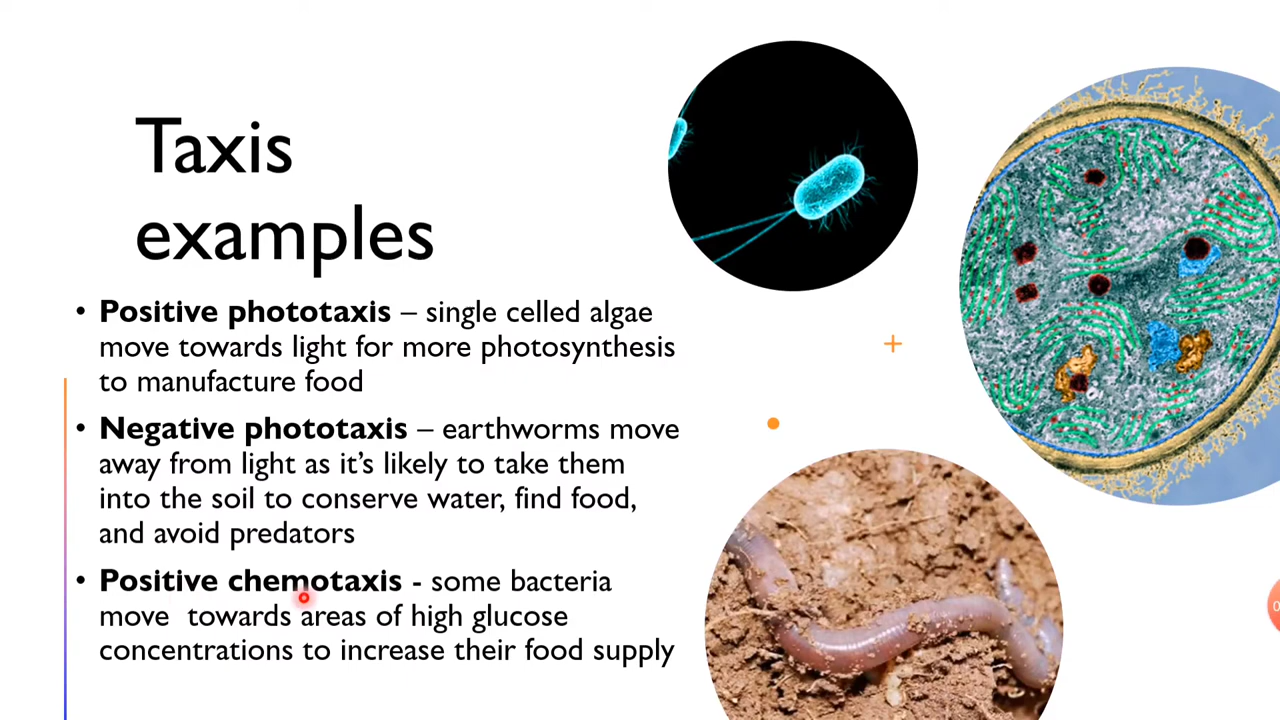 Taxis
examples
• Positive phototaxis – single celled algae
move towards light for more photosynthesis
to manufacture food
• Negative phototaxis – earthworms move
away from light as it’s likely to take them
into the soil to conserve water, find food,
and avoid predators
• Positive chemotaxis - some bacteria
move  towards areas of high glucose
concentrations to increase their food supply